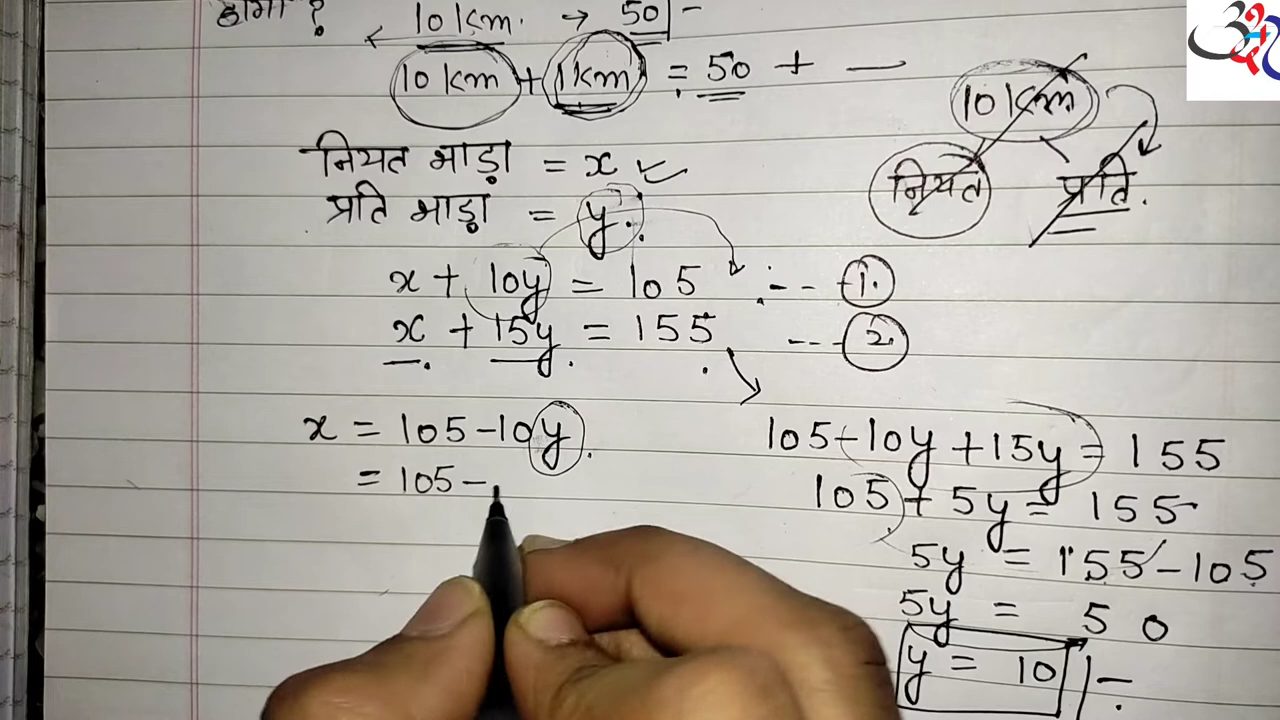 होगा ?
10 km. → 50/-
10 km + 1 km = 50 + —
10 km
नियत प्रति.
नियत भाड़ा = x
प्रति भाड़ा = y.
x + 10y = 105 --- 1.
x + 15y = 155 --- 2.
x = 105 - 10y.
= 105 -
105 - 10y + 15y = 155
105 + 5y = 155
5y = 155 - 105
5y = 50
y = 10/-